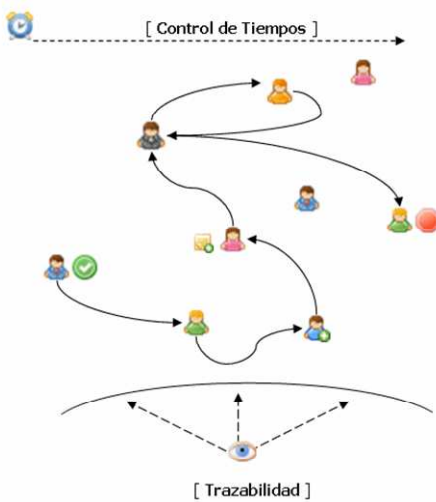 [ Control de Tiempos ]
[ Trazabilidad ]